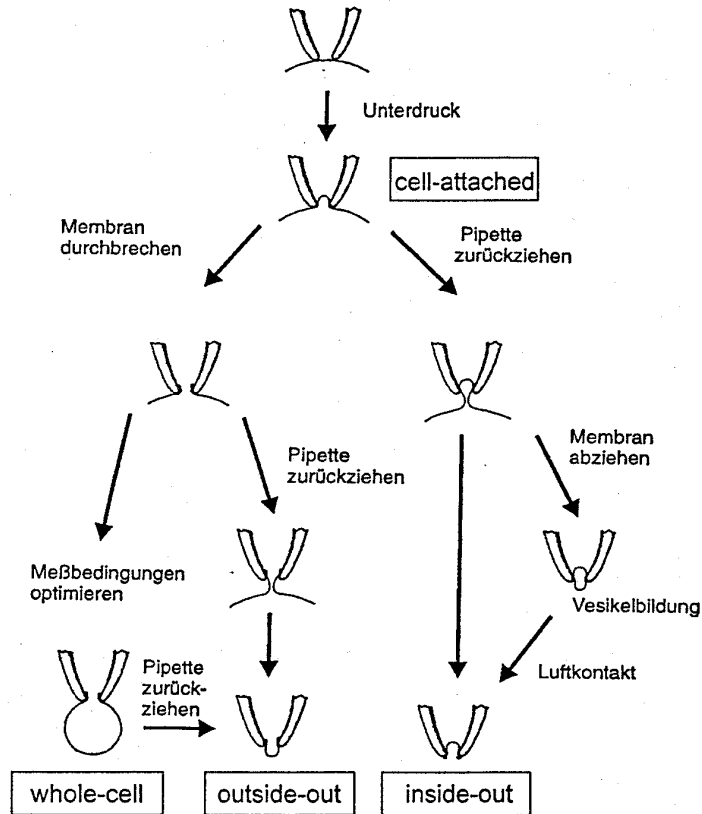 Unterdruck
cell-attached
Membran
durchbrechen
Pipette
zurückziehen
Pipette
zurückziehen
Membran
abziehen
Meßbedingungen
optimieren
Vesikelbildung
Pipette
zurück-
ziehen
Luftkontakt
whole-cell
outside-out
inside-out